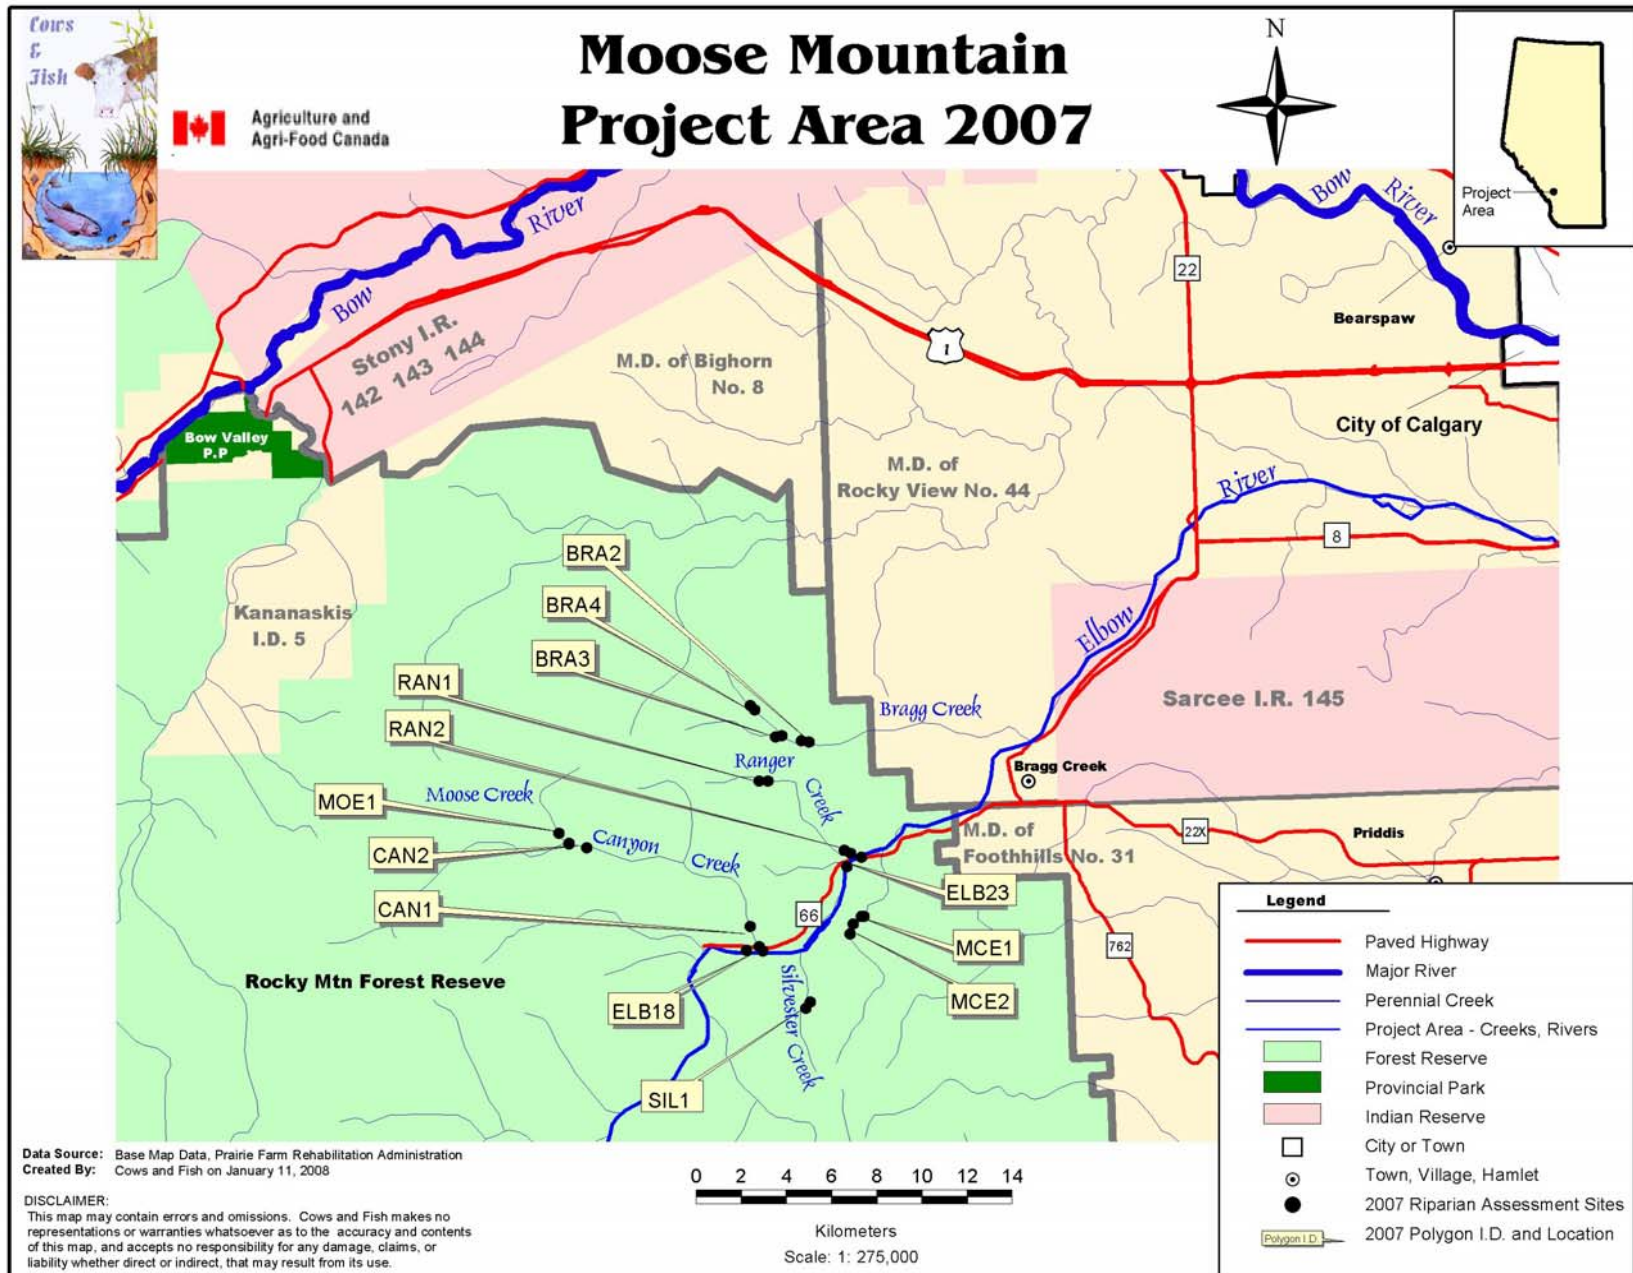 Cows
&
Fish
Agriculture and
Agri-Food Canada
Moose Mountain
Project Area 2007
N
Project
Area
Bow
River
Bow
River
22
1
Bearspaw
Stony I.R.
142 143 144
M.D. of Bighorn
No. 8
City of Calgary
Bow Valley
P.P
M.D. of
Rocky View No. 44
River
8
Elbow
Kananaskis
I.D. 5
BRA2
BRA4
BRA3
RAN1
RAN2
Bragg Creek
Sarcee I.R. 145
Ranger
Creek
Bragg Creek
Moose Creek
MOE1
Canyon
Creek
CAN2
CAN1
M.D. of
Foothhills No. 31
22X
Priddis
ELB23
66
MCE1
762
MCE2
Rocky Mtn Forest Reseve
ELB18
Silvester Creek
SIL1
Legend
Paved Highway
Major River
Perennial Creek
Project Area - Creeks, Rivers
Forest Reserve
Provincial Park
Indian Reserve
City or Town
Town, Village, Hamlet
2007 Riparian Assessment Sites
Polygon I.D. 2007 Polygon I.D. and Location
Data Source: Base Map Data, Prairie Farm Rehabilitation Administration
Created By: Cows and Fish on January 11, 2008
DISCLAIMER:
This map may contain errors and omissions. Cows and Fish makes no
representations or warranties whatsoever as to the accuracy and contents
of this map, and accepts no responsibility for any damage, claims, or
liability whether direct or indirect, that may result from its use.
0 2 4 6 8 10 12 14
Kilometers
Scale: 1: 275,000